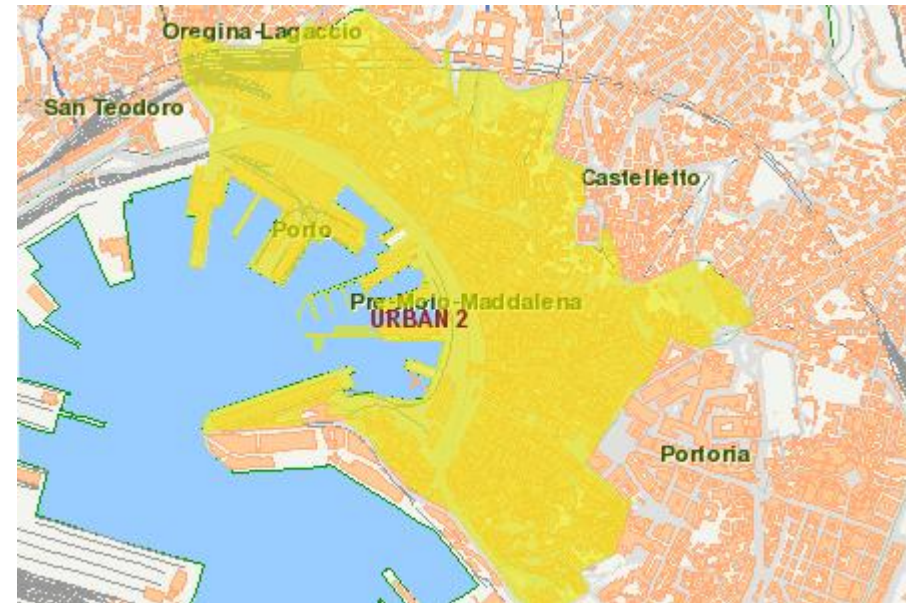 Oregina-Lagaccio
San Teodoro
Castelletto
Porto
Pre-Molo-Maddalena
URBAN 2
Portoria